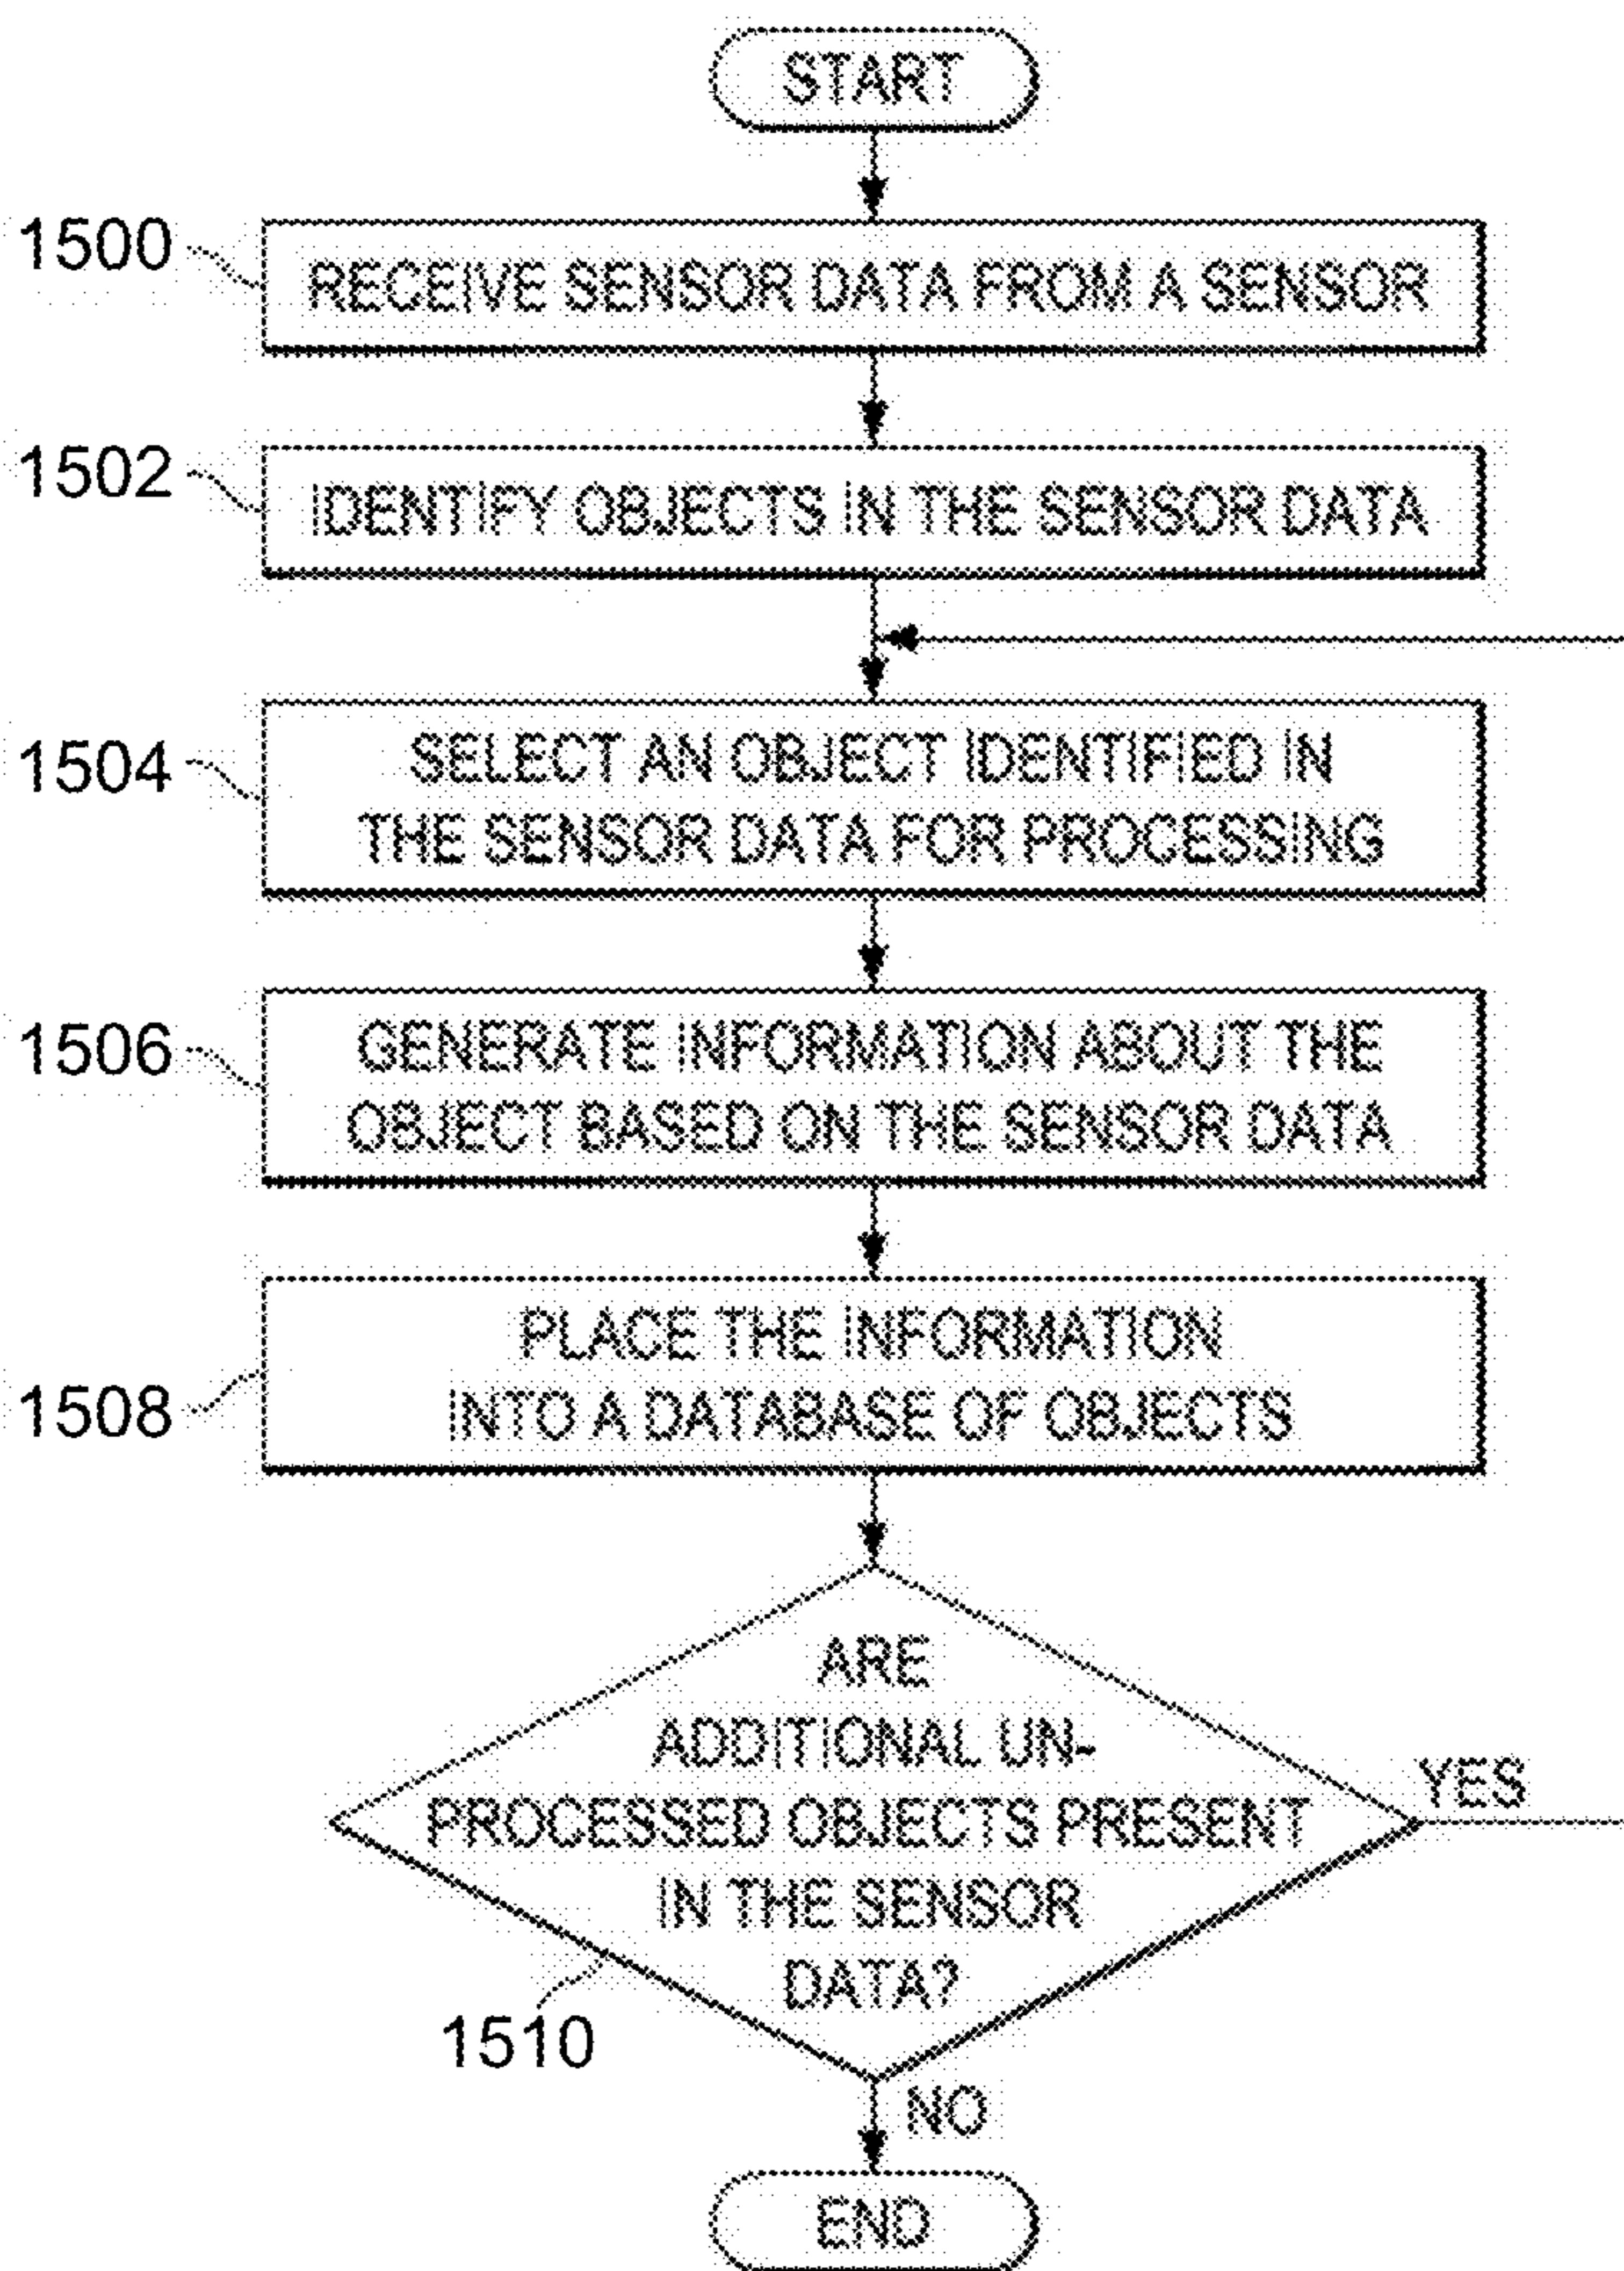 START
1500
RECEIVE SENSOR DATA FROM A SENSOR
1502
IDENTIFY OBJECTS IN THE SENSOR DATA
1504
SELECT AN OBJECT IDENTIFIED IN
THE SENSOR DATA FOR PROCESSING
1506
GENERATE INFORMATION ABOUT THE
OBJECT BASED ON THE SENSOR DATA
1508
PLACE THE INFORMATION
INTO A DATABASE OF OBJECTS
ARE
ADDITIONAL UN-
PROCESSED OBJECTS PRESENT
IN THE SENSOR
DATA?
YES
1510
NO
END